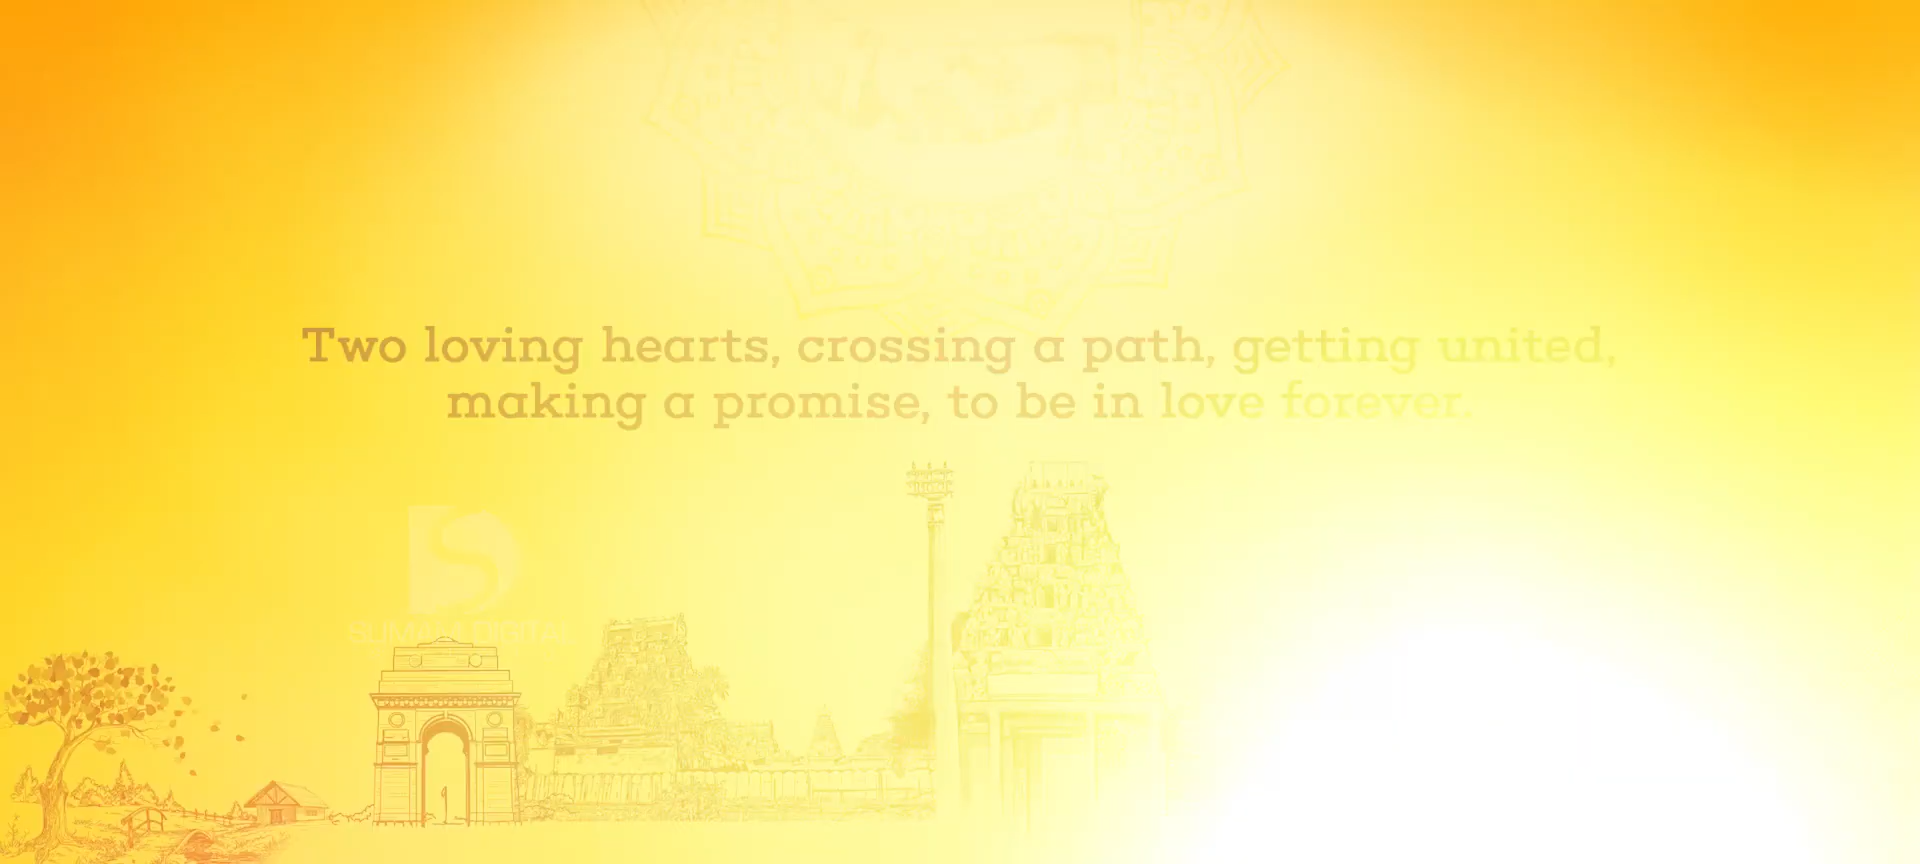 Two loving hearts, crossing a path, getting united,
making a promise, to be in love forever.